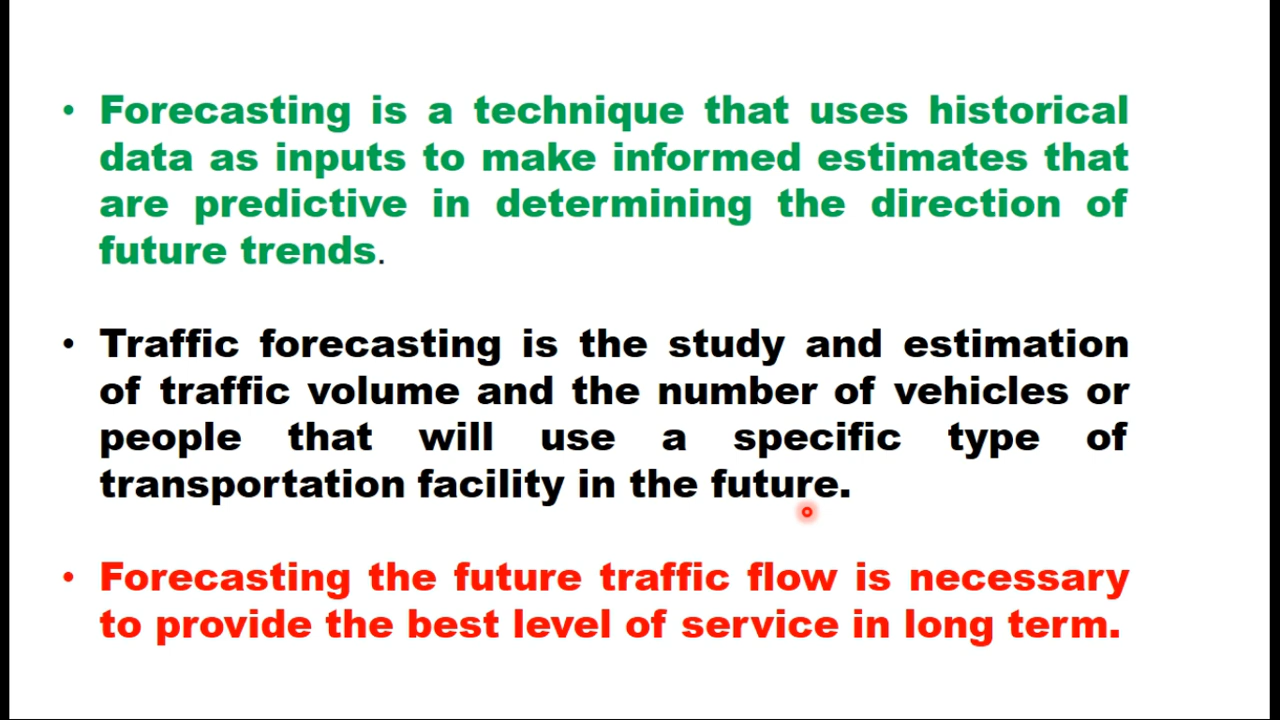 • Forecasting is a technique that uses historical
data as inputs to make informed estimates that
are predictive in determining the direction of
future trends.
• Traffic forecasting is the study and estimation
of traffic volume and the number of vehicles or
people that will use a specific type of
transportation facility in the future.
• Forecasting the future traffic flow is necessary
to provide the best level of service in long term.